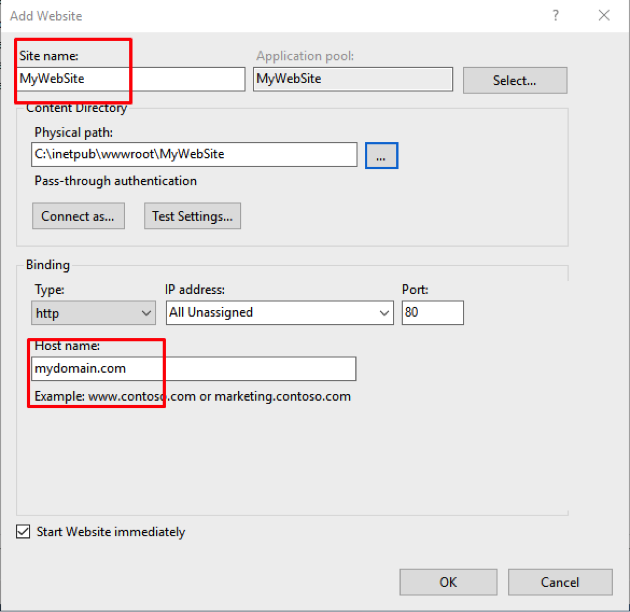 Add Website
?
Site name:
Application pool:
MyWebSite
MyWebSite
Select...
Content Directory
Physical path:
C:\inetpub\wwwroot\MyWebSite
...
Pass-through authentication
Connect as...
Test Settings...
Binding
Type:
IP address:
Port:
http
All Unassigned
80
Host name:
mydomain.com
Example: www.contoso.com or marketing.contoso.com
Start Website immediately
OK
Cancel